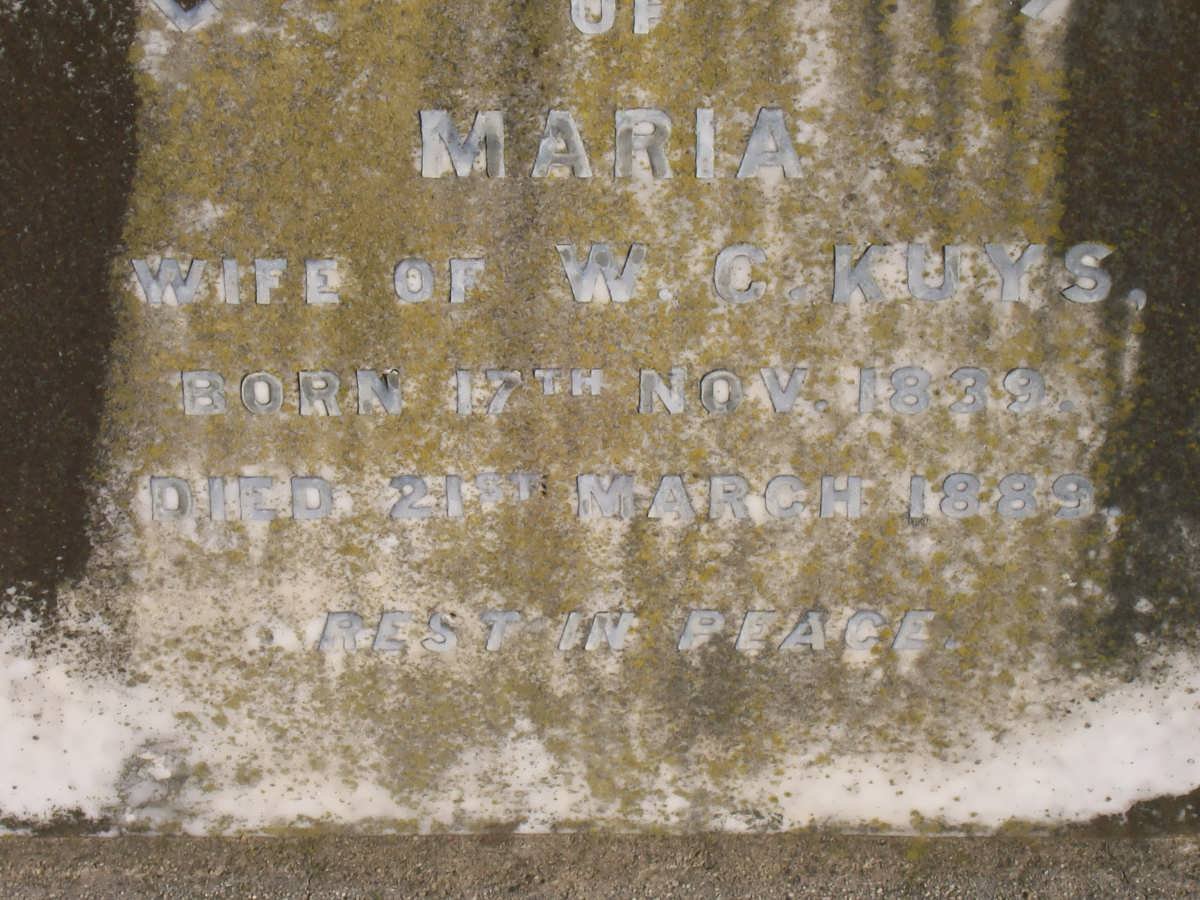 OF
MARIA
WIFE OF W. C. KUYS,
BORN 17TH NOV. 1839.
DIED 21ST MARCH 1889.
REST IN PEACE.